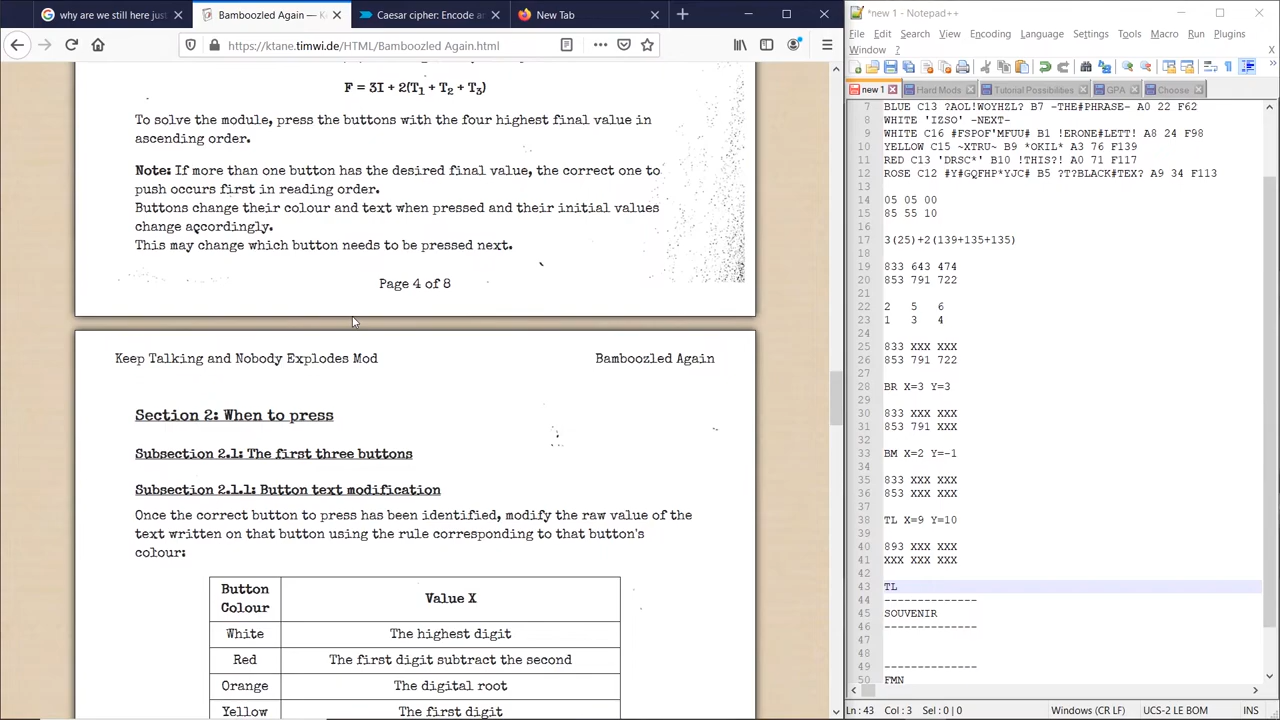 why are we still here just
Bamboozled Again — Ke
Caesar cipher: Encode an
New Tab
https://ktane.timwi.de/HTML/Bamboozled Again.html
F = 3I + 2(T1 + T2 + T3)
To solve the module, press the buttons with the four highest final value in
ascending order.
Note: If more than one button has the desired final value, the correct one to
push occurs first in reading order.
Buttons change their colour and text when pressed and their initial values
change accordingly.
This may change which button needs to be pressed next.
Page 4 of 8
Keep Talking and Nobody Explodes Mod
Bamboozled Again
Section 2: When to press
Subsection 2.1: The first three buttons
Subsection 2.1.1: Button text modification
Once the correct button to press has been identified, modify the raw value of the
text written on that button using the rule corresponding to that button's
colour:
Button Colour
Value X
White
The highest digit
Red
The first digit subtract the second
Orange
The digital root
Yellow
The first digit
*new 1 - Notepad++
File Edit Search View Encoding Language Settings Tools Macro Run Plugins
Window ?
new 1
Hard Mods
Tutorial Possibilities
GPA
Choose
7 BLUE C13 ?AOL!WOYHZL? B7 -THE#PHRASE- A0 22 F62
8 WHITE 'IZSO' -NEXT-
9 WHITE C16 #FSPOF'MFUU# B1 !ERONE#LETT! A8 24 F98
10 YELLOW C15 ~XTRU~ B9 *OKIL* A3 76 F139
11 RED C13 'DRSC*' B10 !THIS?! A0 71 F117
12 ROSE C12 #Y#GQFHP*YJC# B5 ?T?BLACK#TEX? A9 34 F113
13
14 05 05 00
15 85 55 10
16
17 3(25)+2(139+135+135)
18
19 833 643 474
20 853 791 722
21
22 2 5 6
23 1 3 4
24
25 833 XXX XXX
26 853 791 722
27
28 BR X=3 Y=3
29
30 833 XXX XXX
31 853 791 XXX
32
33 BM X=2 Y=-1
34
35 833 XXX XXX
36 853 XXX XXX
37
38 TL X=9 Y=10
39
40 893 XXX XXX
41 XXX XXX XXX
42
43 TL
44 --------------
45 SOUVENIR
46 --------------
47
48
49 --------------
50 FMN
Ln : 43 Col : 3 Sel : 0 | 0
Windows (CR LF)
UCS-2 LE BOM
INS